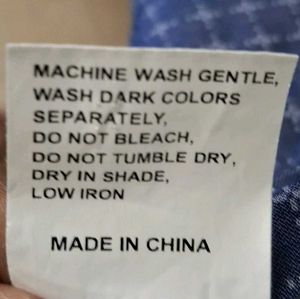 MACHINE WASH GENTLE,
WASH DARK COLORS
SEPARATELY,
DO NOT BLEACH,
DO NOT TUMBLE DRY,
DRY IN SHADE,
LOW IRON
MADE IN CHINA